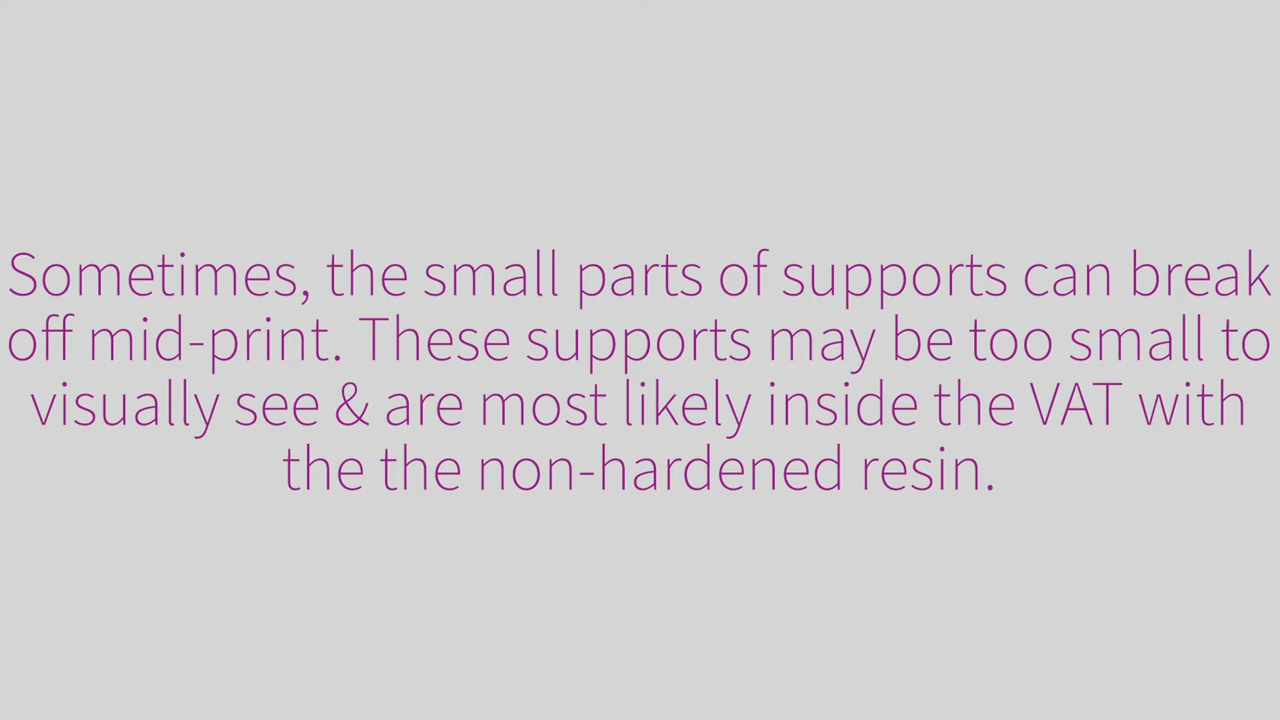 Sometimes, the small parts of supports can break
off mid-print. These supports may be too small to
visually see & are most likely inside the VAT with
the the non-hardened resin.